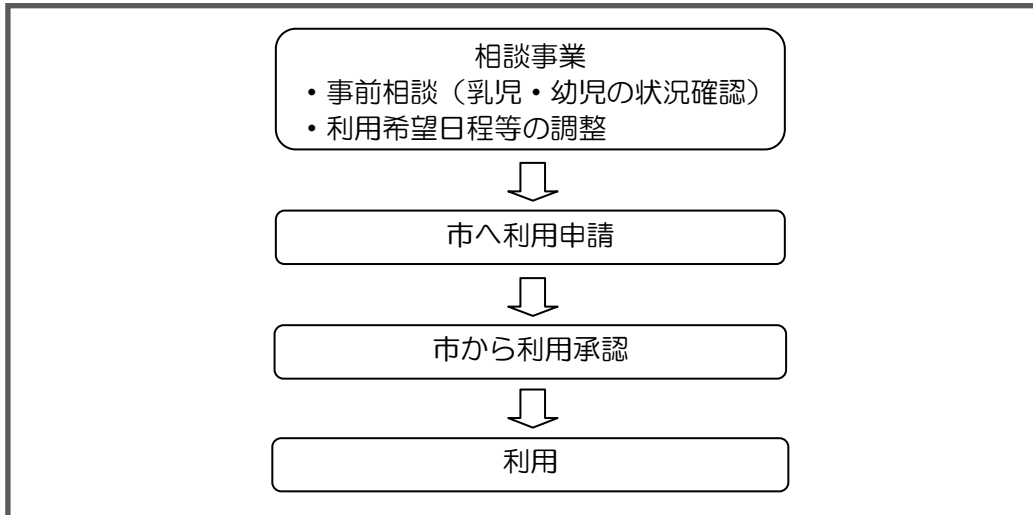 相談事業
・事前相談（乳児・幼児の状況確認）
・利用希望日程等の調整
市へ利用申請
市から利用承認
利用